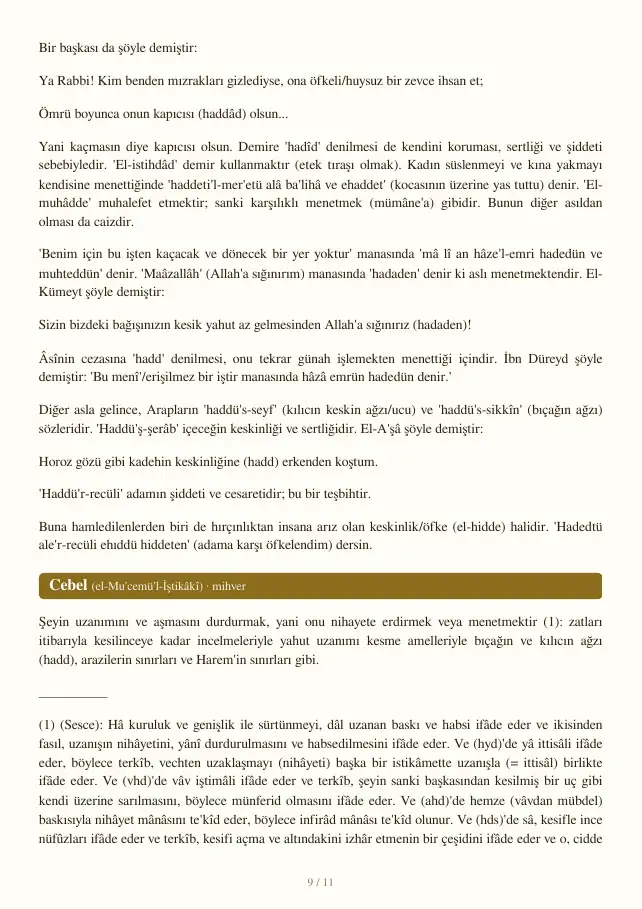 Bir başkası da şöyle demiştir:
Ya Rabbi! Kim benden mızrakları gizlediyse, ona öfkeli/huysuz bir zevce ihsan et;
Ömrü boyunca onun kapıcısı (haddâd) olsun...
Yani kaçmasın diye kapıcısı olsun. Demire 'hadîd' denilmesi de kendini koruması, sertliği ve şiddeti
sebebiyledir. 'El-istihdâd' demir kullanmaktır (etek tıraşı olmak). Kadın süslenmeyi ve kına yakmayı
kendisine menettiğinde 'haddeti'l-mer'etü alâ ba'lihâ ve ehaddet' (kocasının üzerine yas tuttu) denir. 'El-
muhâdde' muhalefet etmektir; sanki karşılıklı menetmek (mümâne'a) gibidir. Bunun diğer asıldan
olması da caizdir.
'Benim için bu işten kaçacak ve dönecek bir yer yoktur' manasında 'mâ lî an hâze'l-emri hadedün ve
muhteddün' denir. 'Maâzallâh' (Allah'a sığınırım) manasında 'hadaden' denir ki aslı menetmektendir. El-
Kümeyt şöyle demiştir:
Sizin bizdeki bağışınızın kesik yahut az gelmesinden Allah'a sığınırız (hadaden)!
Âsînin cezasına 'hadd' denilmesi, onu tekrar günah işlemekten menettiği içindir. İbn Düreyd şöyle
demiştir: 'Bu menî'/erişilmez bir iştir manasında hâzâ emrün hadedün denir.'
Diğer asla gelince, Arapların 'haddü's-seyf' (kılıcın keskin ağzı/ucu) ve 'haddü's-sikkîn' (bıçağın ağzı)
sözleridir. 'Haddü'ş-şerâb' içeceğin keskinliği ve sertliğidir. El-A'şâ şöyle demiştir:
Horoz gözü gibi kadehin keskinliğine (hadd) erkenden koştum.
'Haddü'r-recüli' adamın şiddeti ve cesaretidir; bu bir teşbihtir.
Buna hamledilenlerden biri de hırçınlıktan insana arız olan keskinlik/öfke (el-hidde) halidir. 'Hadedtü
ale'r-recüli ehıddü hiddeten' (adama karşı öfkelendim) dersin.
Cebel (el-Mu'cemü'l-İştikâkî) · mihver
Şeyin uzanımını ve aşmasını durdurmak, yani onu nihayete erdirmek veya menetmektir (1): zatları
itibarıyla kesilinceye kadar incelmeleriyle yahut uzanımı kesme amelleriyle bıçağın ve kılıcın ağzı
(hadd), arazilerin sınırları ve Harem'in sınırları gibi.
(1) (Sesce): Hâ kuruluk ve genişlik ile sürtünmeyi, dâl uzanan baskı ve habsi ifâde eder ve ikisinden
fasıl, uzanışın nihâyetini, yânî durdurulmasını ve habsedilmesini ifâde eder. Ve (hyd)'de yâ ittisâli ifâde
eder, böylece terkîb, vechten uzaklaşmayı (nihâyeti) başka bir istikâmette uzanışla (= ittisâl) birlikte
ifâde eder. Ve (vhd)'de vâv iştimâli ifâde eder ve terkîb, şeyin sanki başkasından kesilmiş bir uç gibi
kendi üzerine sarılmasını, böylece münferid olmasını ifâde eder. Ve (ahd)'de hemze (vâvdan mübdel)
baskısıyla nihâyet mânâsını te'kîd eder, böylece infirâd mânâsı te'kîd olunur. Ve (hds)'de sâ, kesifle ince
nüfûzları ifâde eder ve terkîb, kesifi açma ve altındakini izhâr etmenin bir çeşidini ifâde eder ve o, cidde
9 / 11